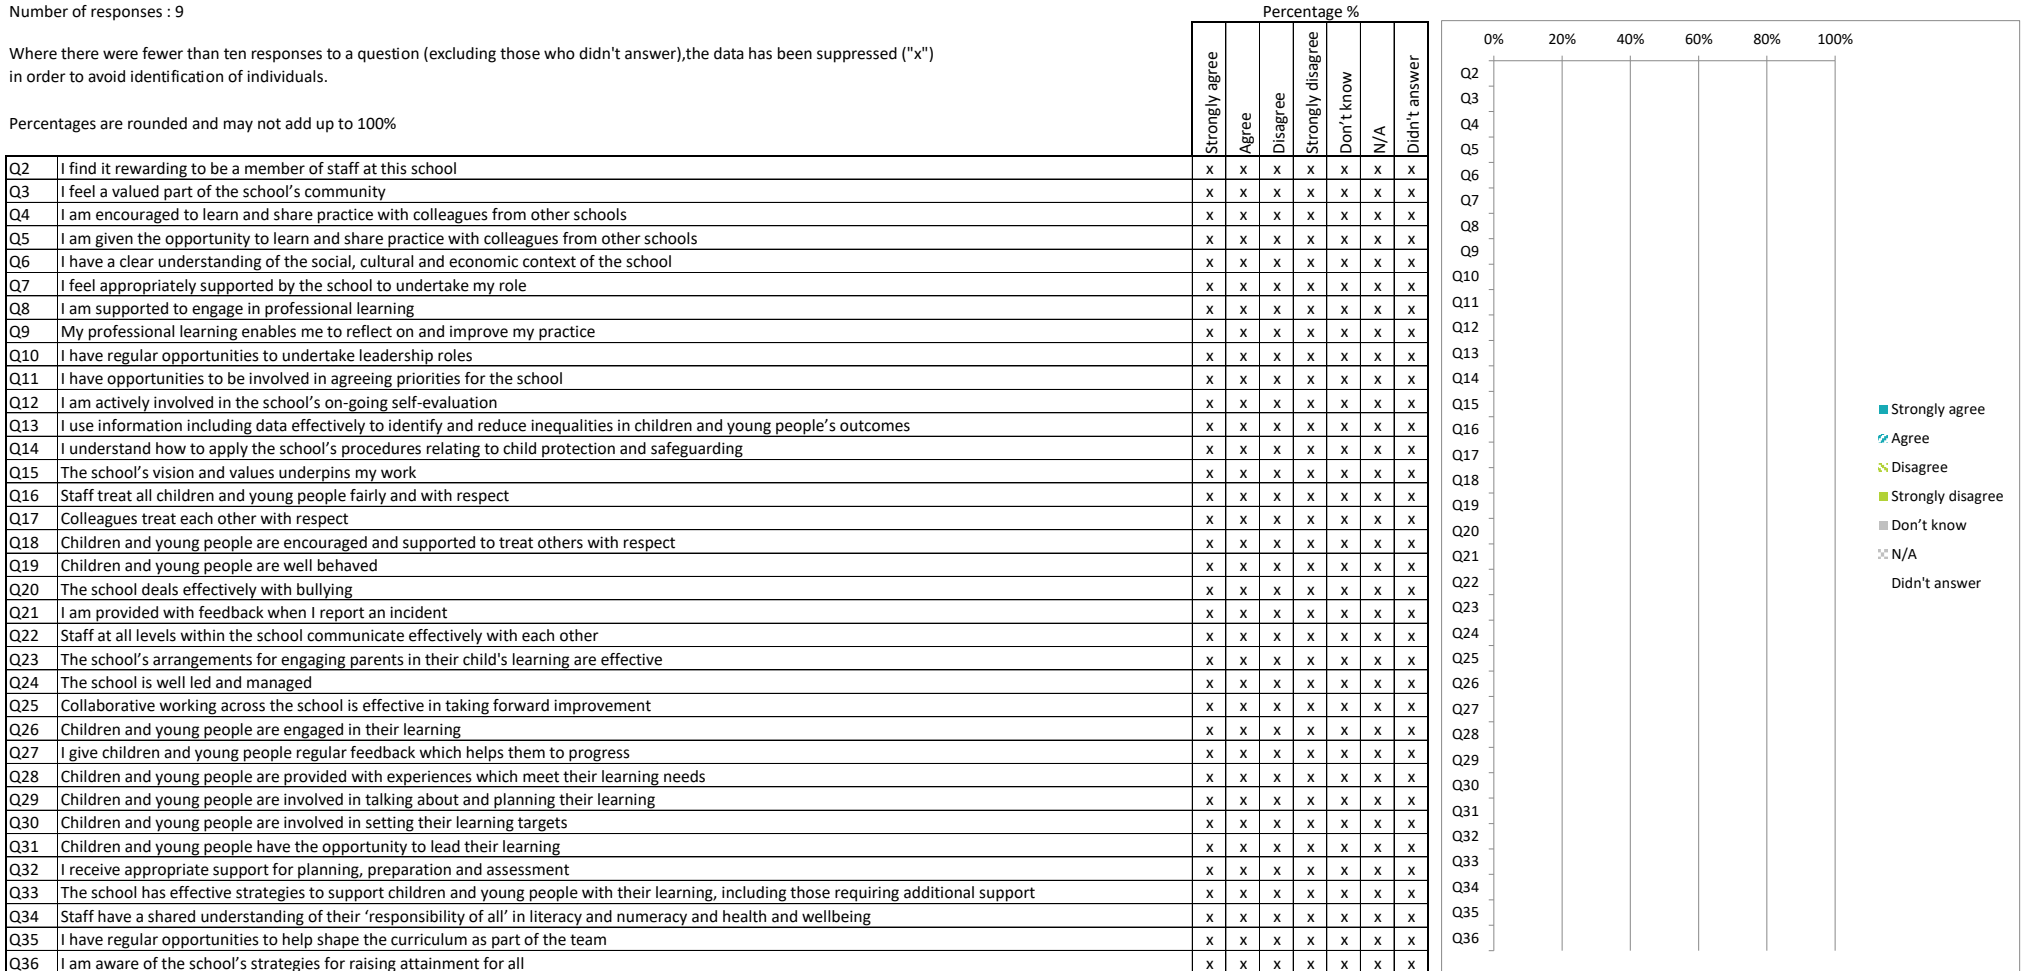 Number of responses : 9
Percentage %
Where there were fewer than ten responses to a question (excluding those who didn't answer),the data has been suppressed ("x")
in order to avoid identification of individuals.
Percentages are rounded and may not add up to 100%
Strongly agree
Agree
Disagree
Strongly disagree
Don't know
N/A
Didn't answer
Q2 I find it rewarding to be a member of staff at this school x x x x x x x
Q3 I feel a valued part of the school’s community x x x x x x x
Q4 I am encouraged to learn and share practice with colleagues from other schools x x x x x x x
Q5 I am given the opportunity to learn and share practice with colleagues from other schools x x x x x x x
Q6 I have a clear understanding of the social, cultural and economic context of the school x x x x x x x
Q7 I feel appropriately supported by the school to undertake my role x x x x x x x
Q8 I am supported to engage in professional learning x x x x x x x
Q9 My professional learning enables me to reflect on and improve my practice x x x x x x x
Q10 I have regular opportunities to undertake leadership roles x x x x x x x
Q11 I have opportunities to be involved in agreeing priorities for the school x x x x x x x
Q12 I am actively involved in the school’s on-going self-evaluation x x x x x x x
Q13 I use information including data effectively to identify and reduce inequalities in children and young people’s outcomes x x x x x x x
Q14 I understand how to apply the school’s procedures relating to child protection and safeguarding x x x x x x x
Q15 The school’s vision and values underpins my work x x x x x x x
Q16 Staff treat all children and young people fairly and with respect x x x x x x x
Q17 Colleagues treat each other with respect x x x x x x x
Q18 Children and young people are encouraged and supported to treat others with respect x x x x x x x
Q19 Children and young people are well behaved x x x x x x x
Q20 The school deals effectively with bullying x x x x x x x
Q21 I am provided with feedback when I report an incident x x x x x x x
Q22 Staff at all levels within the school communicate effectively with each other x x x x x x x
Q23 The school’s arrangements for engaging parents in their child's learning are effective x x x x x x x
Q24 The school is well led and managed x x x x x x x
Q25 Collaborative working across the school is effective in taking forward improvement x x x x x x x
Q26 Children and young people are engaged in their learning x x x x x x x
Q27 I give children and young people regular feedback which helps them to progress x x x x x x x
Q28 Children and young people are provided with experiences which meet their learning needs x x x x x x x
Q29 Children and young people are involved in talking about and planning their learning x x x x x x x
Q30 Children and young people are involved in setting their learning targets x x x x x x x
Q31 Children and young people have the opportunity to lead their learning x x x x x x x
Q32 I receive appropriate support for planning, preparation and assessment x x x x x x x
Q33 The school has effective strategies to support children and young people with their learning, including those requiring additional support x x x x x x x
Q34 Staff have a shared understanding of their ‘responsibility of all’ in literacy and numeracy and health and wellbeing x x x x x x x
Q35 I have regular opportunities to help shape the curriculum as part of the team x x x x x x x
Q36 I am aware of the school’s strategies for raising attainment for all x x x x x x x
0% 20% 40% 60% 80% 100%
Q2
Q3
Q4
Q5
Q6
Q7
Q8
Q9
Q10
Q11
Q12
Q13
Q14
Q15
Q16
Q17
Q18
Q19
Q20
Q21
Q22
Q23
Q24
Q25
Q26
Q27
Q28
Q29
Q30
Q31
Q32
Q33
Q34
Q35
Q36
Strongly agree
Agree
Disagree
Strongly disagree
Don’t know
N/A
Didn't answer